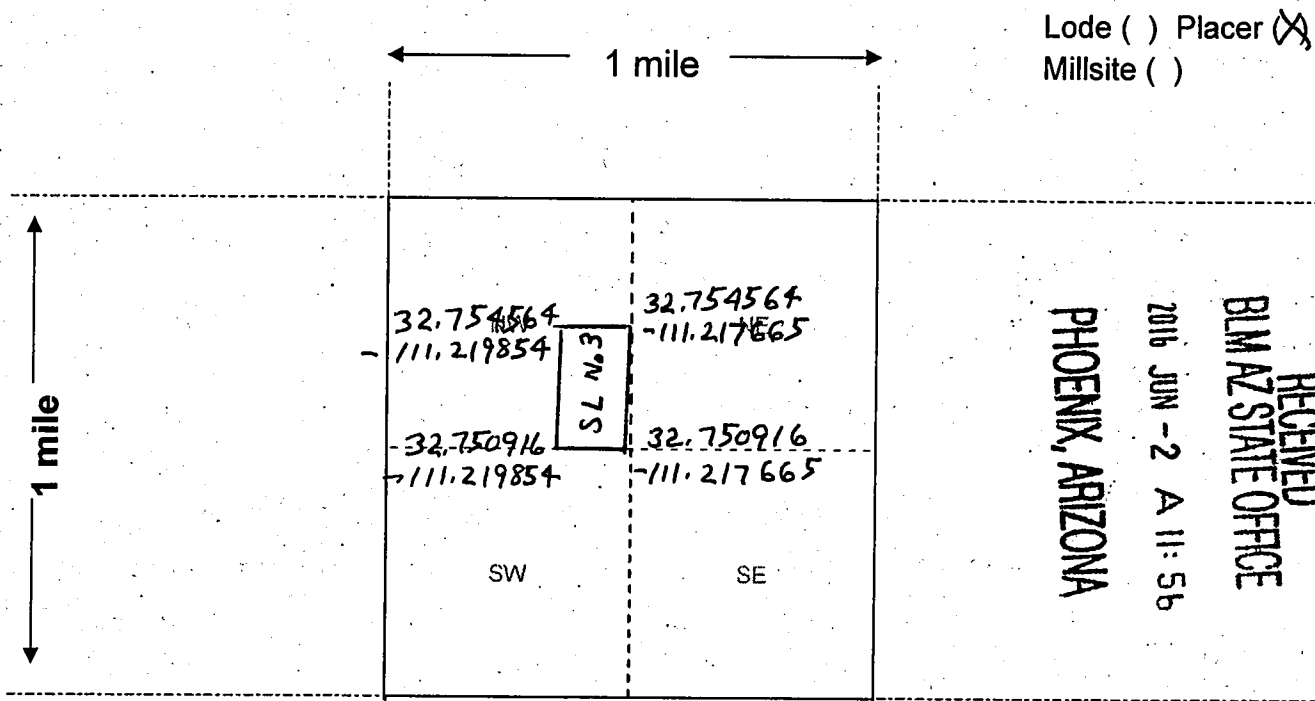 Lode ( ) Placer (X)
Millsite ( )
1 mile
1 mile
32.754564
-111.219854
32.754564
-111.217665
SL No3
32.750916
-111.219854
32.750916
-111.217665
SW
SE
RECEIVED
BLM AZ STATE OFFICE
2016 JUN -2 A 11: 56
PHOENIX, ARIZONA